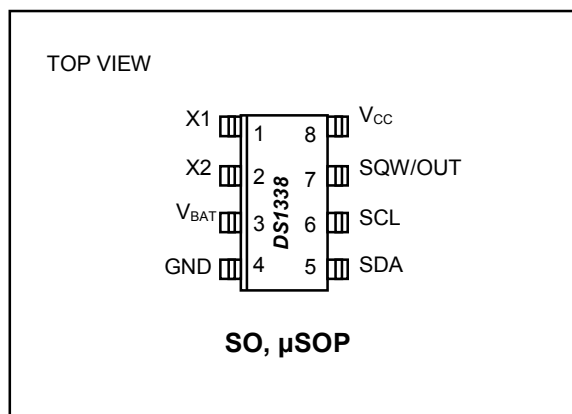 TOP VIEW
X1 1 8 VCC
X2 2 7 SQW/OUT
VBAT 3 6 SCL
GND 4 5 SDA
DS1338
SO, µSOP